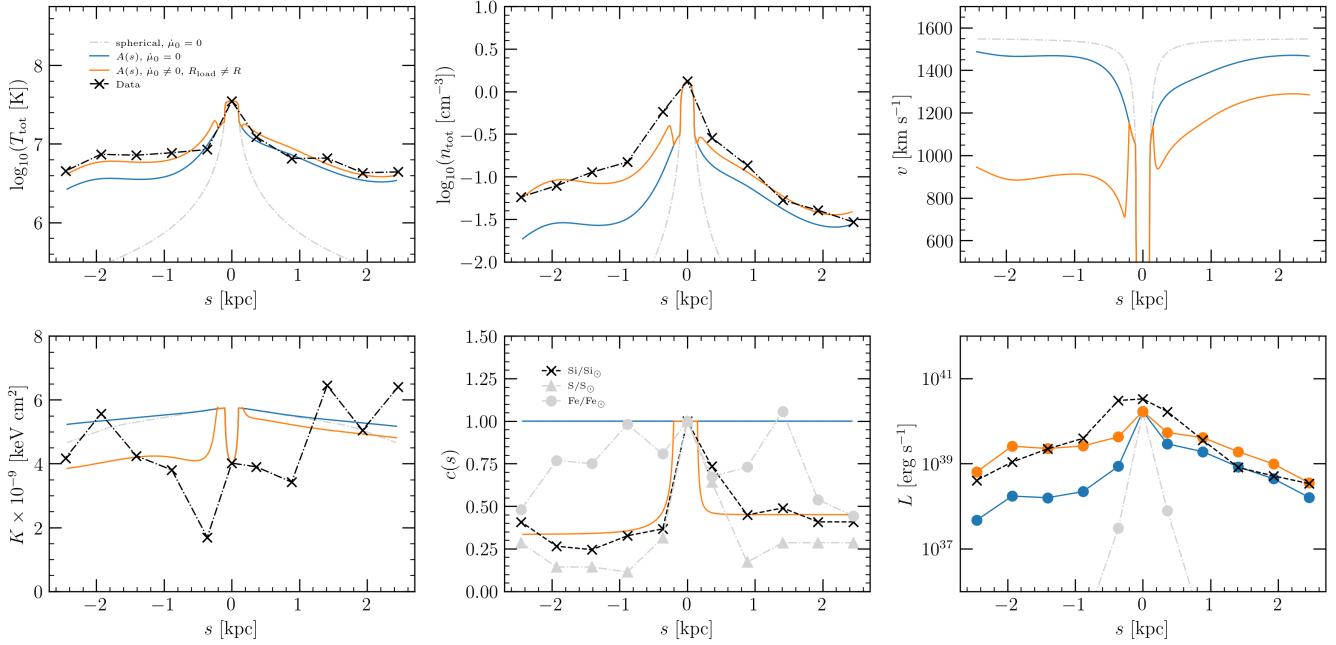 spherical, μ̇₀ = 0
A(s), μ̇₀ = 0
A(s), μ̇₀ ≠ 0, R_load ≠ R
Data
8
7
6
log₁₀(T_tot [K])
−2 −1 0 1 2
s [kpc]
1.0
0.5
0.0
−0.5
−1.0
−1.5
−2.0
log₁₀(n_tot [cm⁻³])
−2 −1 0 1 2
s [kpc]
1600
1400
1200
1000
800
600
v [km s⁻¹]
−2 −1 0 1 2
s [kpc]
8
6
4
2
0
K × 10⁻⁹ [keV cm²]
−2 −1 0 1 2
s [kpc]
Si/Si⊙
S/S⊙
Fe/Fe⊙
1.50
1.25
1.00
0.75
0.50
0.25
0.00
c(s)
−2 −1 0 1 2
s [kpc]
10⁴¹
10³⁹
10³⁷
L [erg s⁻¹]
−2 −1 0 1 2
s [kpc]